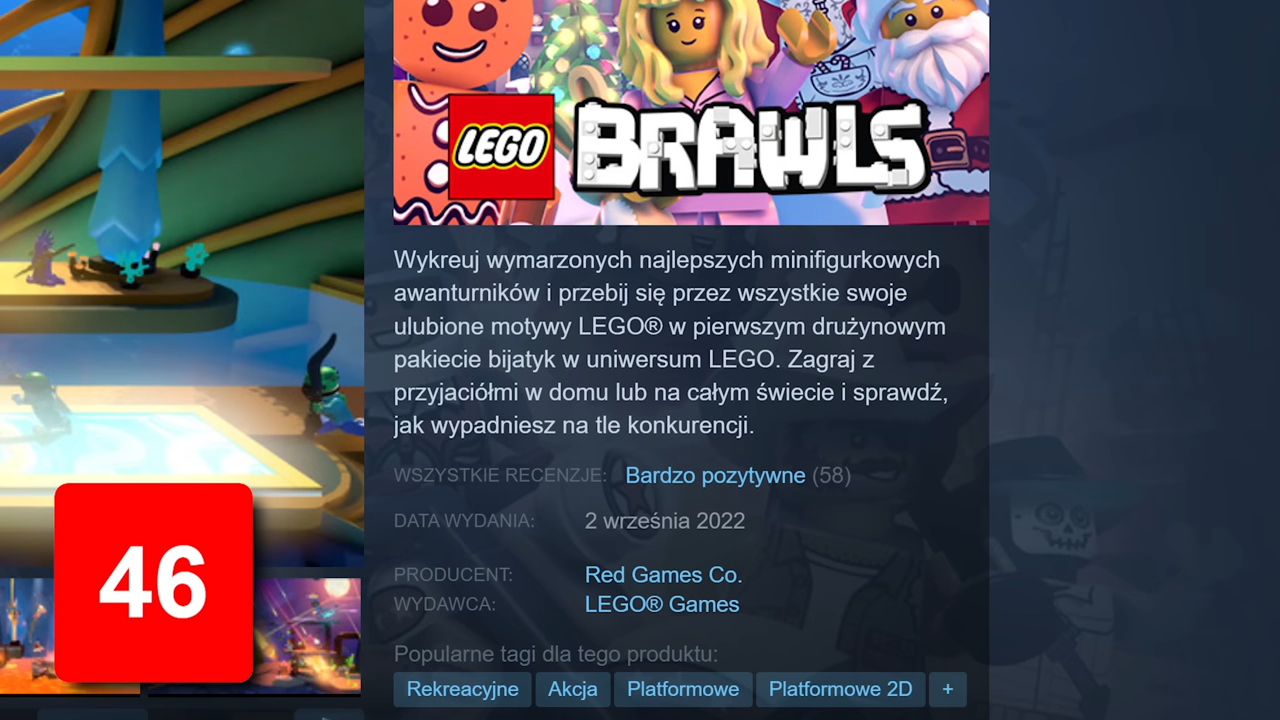 LEGO BRAWLS
Wykreuj wymarzonych najlepszych minifigurkowych
awanturników i przebij się przez wszystkie swoje
ulubione motywy LEGO® w pierwszym drużynowym
pakiecie bijatyk w uniwersum LEGO. Zagraj z
przyjaciółmi w domu lub na całym świecie i sprawdź,
jak wypadniesz na tle konkurencji.
WSZYSTKIE RECENZJE: Bardzo pozytywne (58)
DATA WYDANIA: 2 września 2022
PRODUCENT: Red Games Co.
WYDAWCA: LEGO® Games
Popularne tagi dla tego produktu:
Rekreacyjne Akcja Platformowe Platformowe 2D +
46